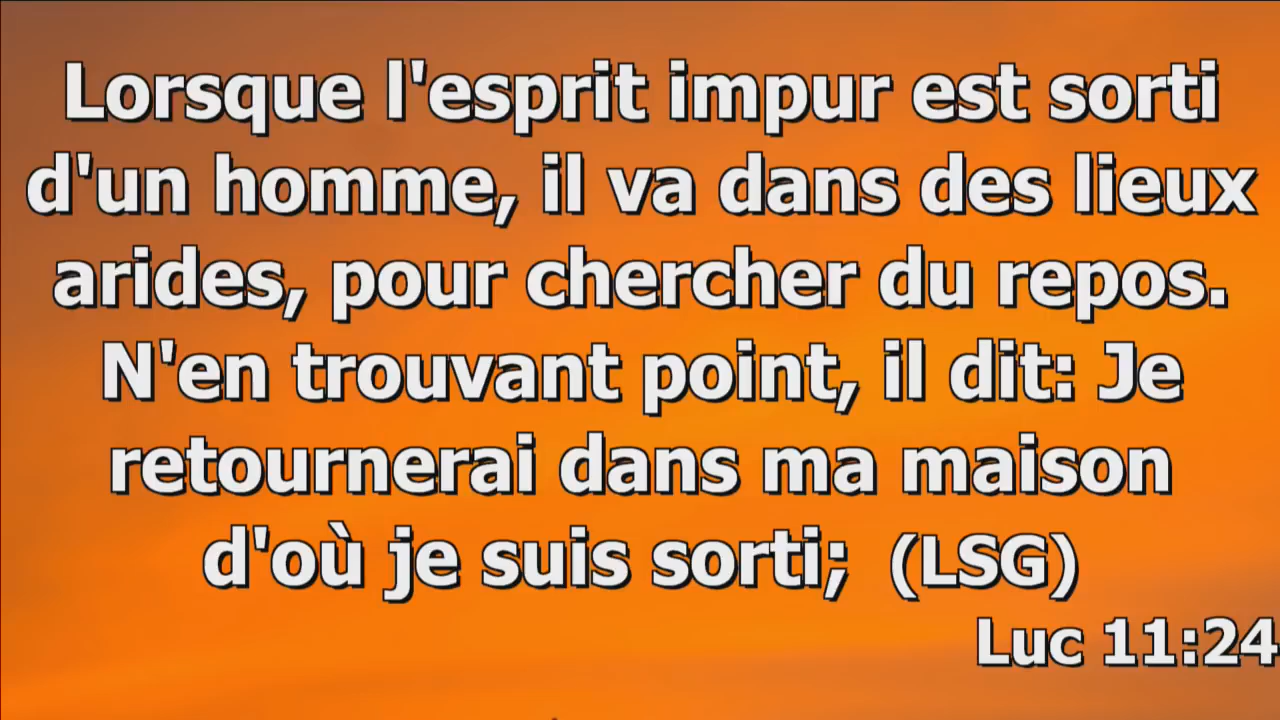 Lorsque l'esprit impur est sorti
d'un homme, il va dans des lieux
arides, pour chercher du repos.
N'en trouvant point, il dit: Je
retournerai dans ma maison
d'où je suis sorti; (LSG)
Luc 11:24